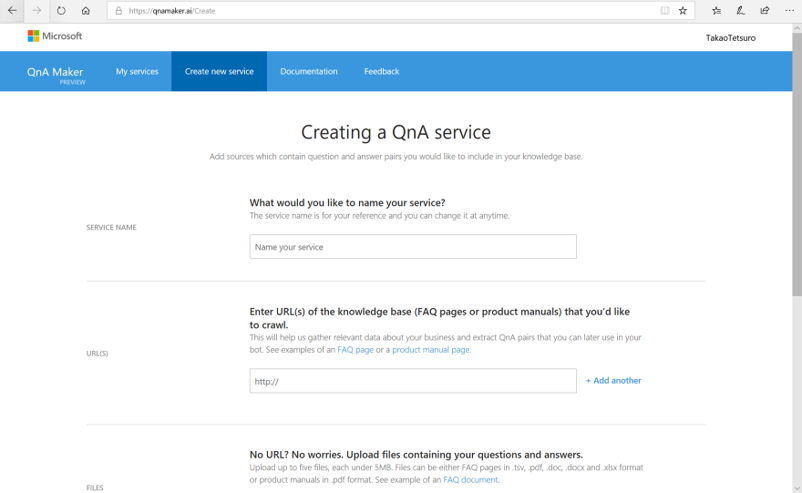 https://qnamaker.ai/Create
Microsoft
TakaoTetsuro
QnA Maker
PREVIEW
My services
Create new service
Documentation
Feedback
Creating a QnA service
Add sources which contain question and answer pairs you would like to include in your knowledge base.
What would you like to name your service?
The service name is for your reference and you can change it at anytime.
SERVICE NAME
Name your service
Enter URL(s) of the knowledge base (FAQ pages or product manuals) that you'd like
to crawl.
This will help us gather relevant data about your business and extract QnA pairs that you can later use in your
bot. See examples of an FAQ page or a product manual page.
URL(S)
http://
+ Add another
No URL? No worries. Upload files containing your questions and answers.
Upload up to five files, each under 5MB. Files can be either FAQ pages in .tsv, .pdf, .doc, .docx and .xlsx format
or product manuals in .pdf format. See example of an FAQ document.
FILES